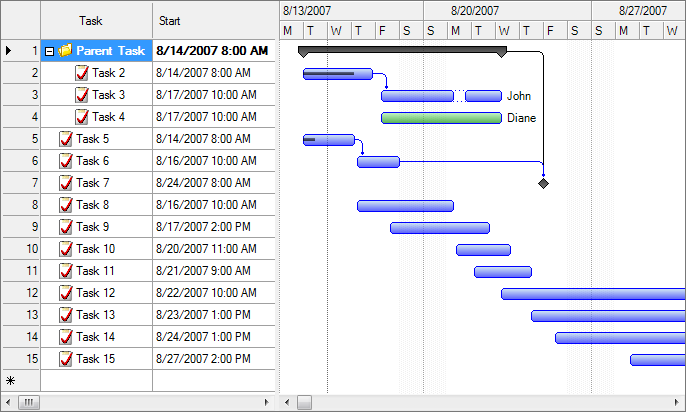 Task Start 8/13/2007 8/20/2007 8/27/2007
M T W T F S S M T W T F S S M T W
1 Parent Task 8/14/2007 8:00 AM
2 Task 2 8/14/2007 8:00 AM
3 Task 3 8/17/2007 10:00 AM John
4 Task 4 8/17/2007 10:00 AM Diane
5 Task 5 8/14/2007 8:00 AM
6 Task 6 8/16/2007 10:00 AM
7 Task 7 8/24/2007 8:00 AM
8 Task 8 8/16/2007 10:00 AM
9 Task 9 8/17/2007 2:00 PM
10 Task 10 8/20/2007 11:00 AM
11 Task 11 8/21/2007 9:00 AM
12 Task 12 8/22/2007 10:00 AM
13 Task 13 8/23/2007 1:00 PM
14 Task 14 8/24/2007 1:00 PM
15 Task 15 8/27/2007 2:00 PM